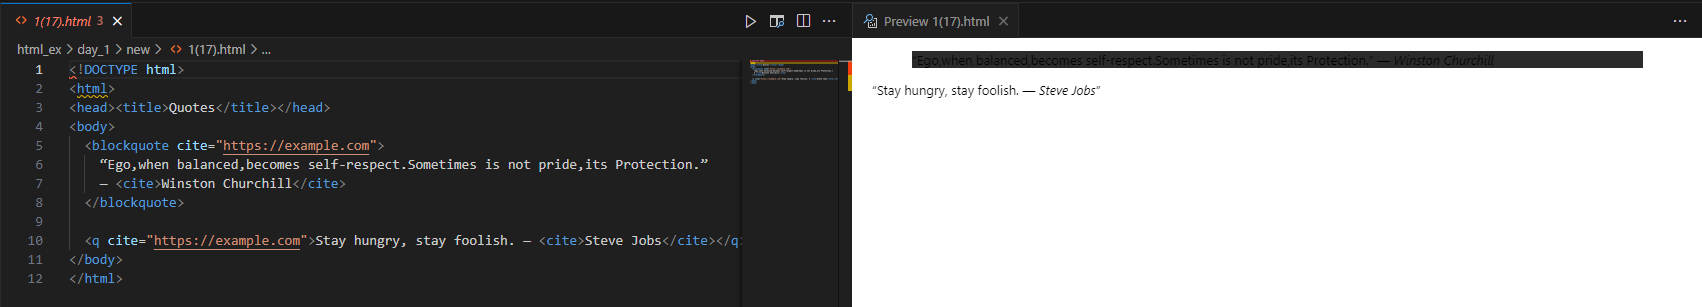 1(17).html 3
html_ex > day_1 > new > 1(17).html > ...
1 <!DOCTYPE html>
2 <html>
3 <head><title>Quotes</title></head>
4 <body>
5 <blockquote cite="https://example.com">
6 “Ego,when balanced,becomes self-respect.Sometimes is not pride,its Protection.”
7 — <cite>Winston Churchill</cite>
8 </blockquote>
9
10 <q cite="https://example.com">Stay hungry, stay foolish. — <cite>Steve Jobs</cite></q
11 </body>
12 </html>
Preview 1(17).html
“Ego,when balanced,becomes self-respect.Sometimes is not pride,its Protection.” — Winston Churchill
“Stay hungry, stay foolish. — Steve Jobs”